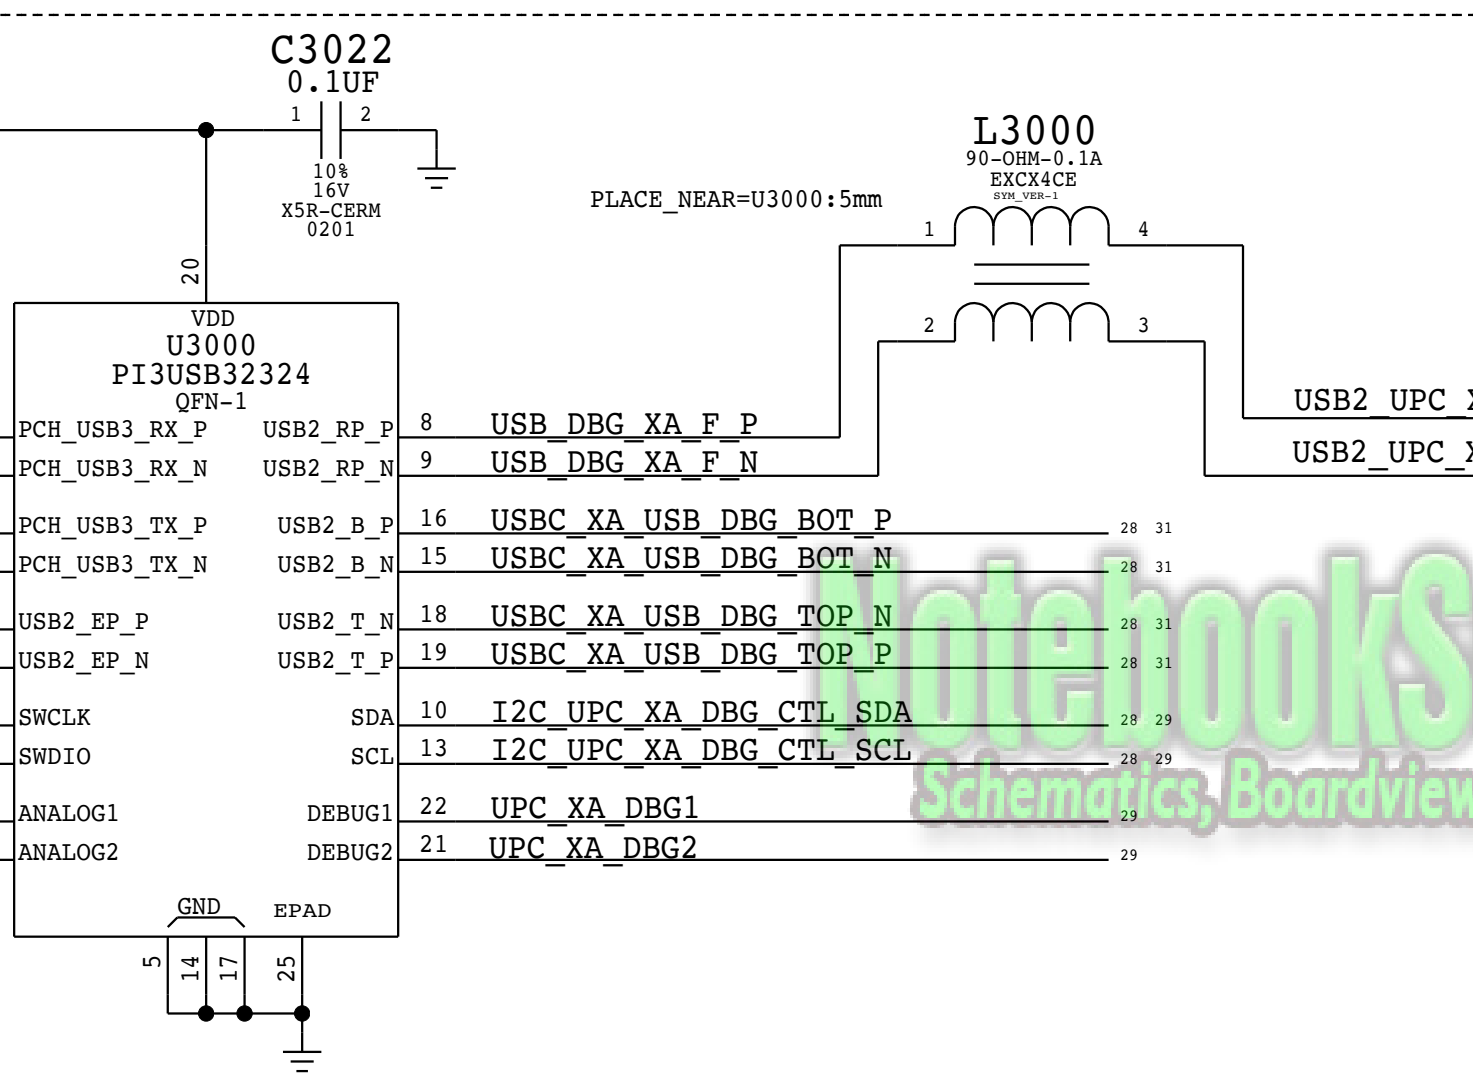 C3022
0.1UF
1 2
10%
16V
X5R-CERM
0201
L3000
90-OHM-0.1A
EXCX4CE
SYM_VER-1
PLACE_NEAR=U3000:5mm
1 4
2 3
20
VDD
U3000
PI3USB32324
QFN-1
USB2_UPC_X
PCH_USB3_RX_P USB2_RP_P 8 USB_DBG_XA_F_P
USB2_UPC_X
PCH_USB3_RX_N USB2_RP_N 9 USB_DBG_XA_F_N
PCH_USB3_TX_P USB2_B_P 16 USBC_XA_USB_DBG_BOT_P 28 31
PCH_USB3_TX_N USB2_B_N 15 USBC_XA_USB_DBG_BOT_N 28 31
USB2_EP_P USB2_T_N 18 USBC_XA_USB_DBG_TOP_N 28 31
USB2_EP_N USB2_T_P 19 USBC_XA_USB_DBG_TOP_P 28 31
NotebookS
SWCLK SDA 10 I2C_UPC_XA_DBG_CTL_SDA 28 29
SWDIO SCL 13 I2C_UPC_XA_DBG_CTL_SCL 28 29
Schematics, Boardview
ANALOG1 DEBUG1 22 UPC_XA_DBG1 29
ANALOG2 DEBUG2 21 UPC_XA_DBG2 29
GND EPAD
5 14 17 25